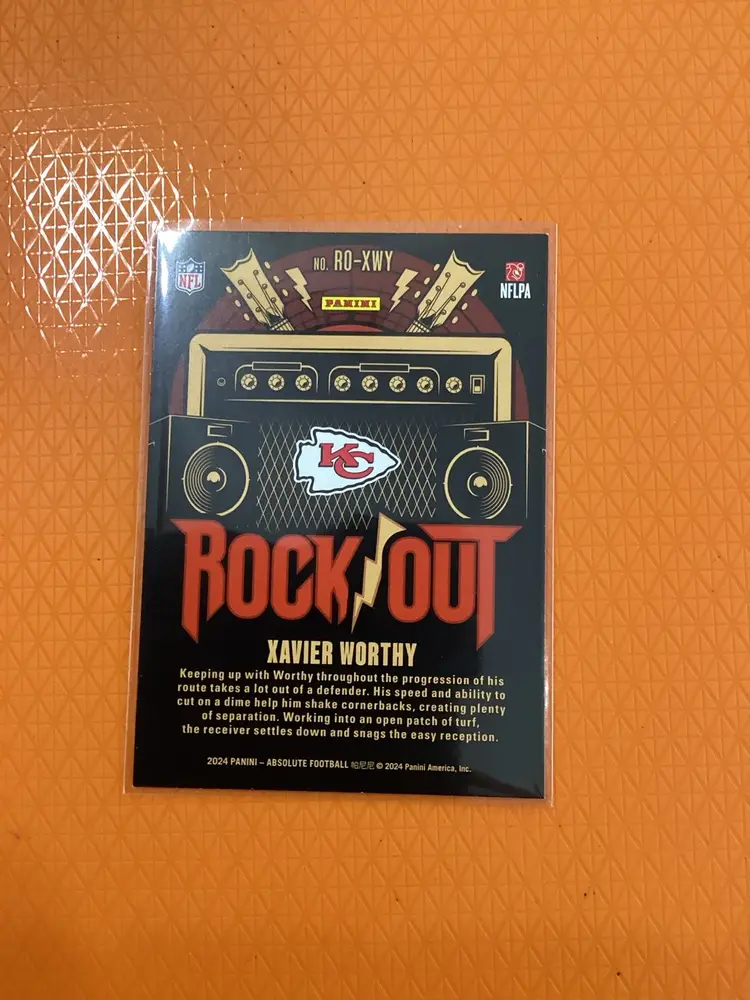 NO. RO-XWY
NFL
PANINI
NFLPA
KC
ROCK OUT
XAVIER WORTHY
Keeping up with Worthy throughout the progression of his
route takes a lot out of a defender. His speed and ability to
cut on a dime help him shake cornerbacks, creating plenty
of separation. Working into an open patch of turf,
the receiver settles down and snags the easy reception.
2024 PANINI – ABSOLUTE FOOTBALL 帕尼尼 © 2024 Panini America, Inc.